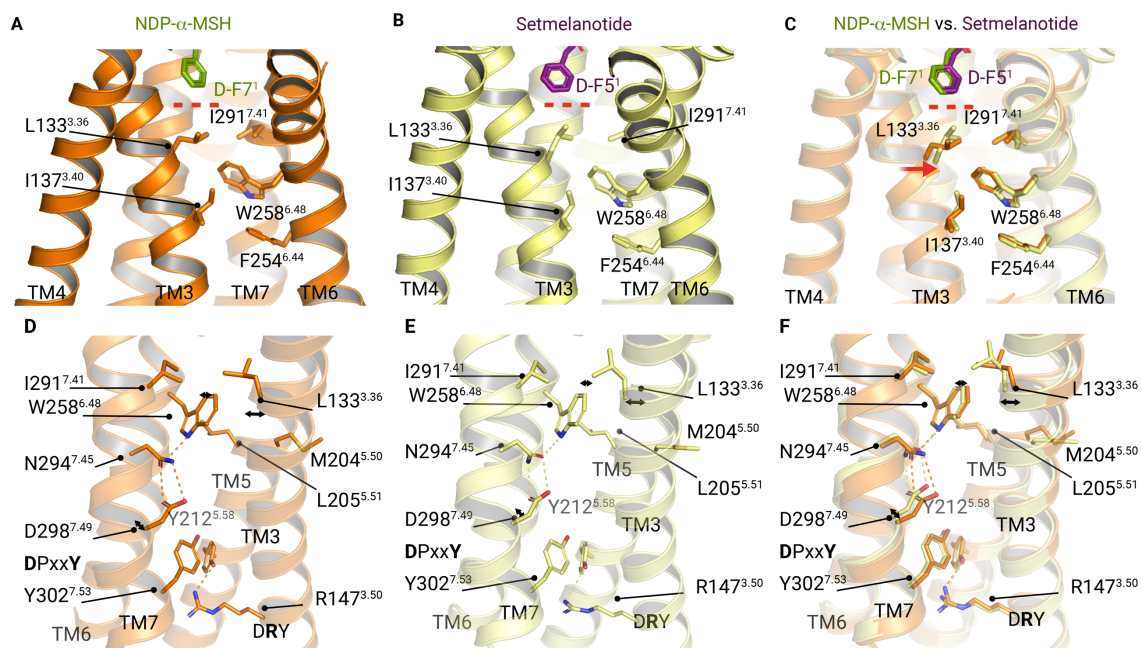 A
NDP-α-MSH
D-F7¹
I291⁷·⁴¹
L133³·³⁶
I137³·⁴⁰
W258⁶·⁴⁸
F254⁶·⁴⁴
TM4
TM3
TM7
TM6
B
Setmelanotide
D-F5¹
I291⁷·⁴¹
L133³·³⁶
I137³·⁴⁰
W258⁶·⁴⁸
F254⁶·⁴⁴
TM4
TM3
TM7
TM6
C
NDP-α-MSH vs. Setmelanotide
D-F7¹
D-F5¹
I291⁷·⁴¹
L133³·³⁶
W258⁶·⁴⁸
I137³·⁴⁰
F254⁶·⁴⁴
TM4
TM3
TM6
D
I291⁷·⁴¹
W258⁶·⁴⁸
L133³·³⁶
N294⁷·⁴⁵
M204⁵·⁵⁰
TM5
L205⁵·⁵¹
Y212⁵·⁵⁸
D298⁷·⁴⁹
TM3
DPxxY
Y302⁷·⁵³
R147³·⁵⁰
TM7
DRY
TM6
E
I291⁷·⁴¹
W258⁶·⁴⁸
L133³·³⁶
N294⁷·⁴⁵
M204⁵·⁵⁰
TM5
L205⁵·⁵¹
Y212⁵·⁵⁸
D298⁷·⁴⁹
TM3
DPxxY
Y302⁷·⁵³
R147³·⁵⁰
TM7
DRY
TM6
F
I291⁷·⁴¹
W258⁶·⁴⁸
L133³·³⁶
N294⁷·⁴⁵
M204⁵·⁵⁰
TM5
L205⁵·⁵¹
Y212⁵·⁵⁸
D298⁷·⁴⁹
TM3
DPxxY
Y302⁷·⁵³
R147³·⁵⁰
TM7
DRY
TM6